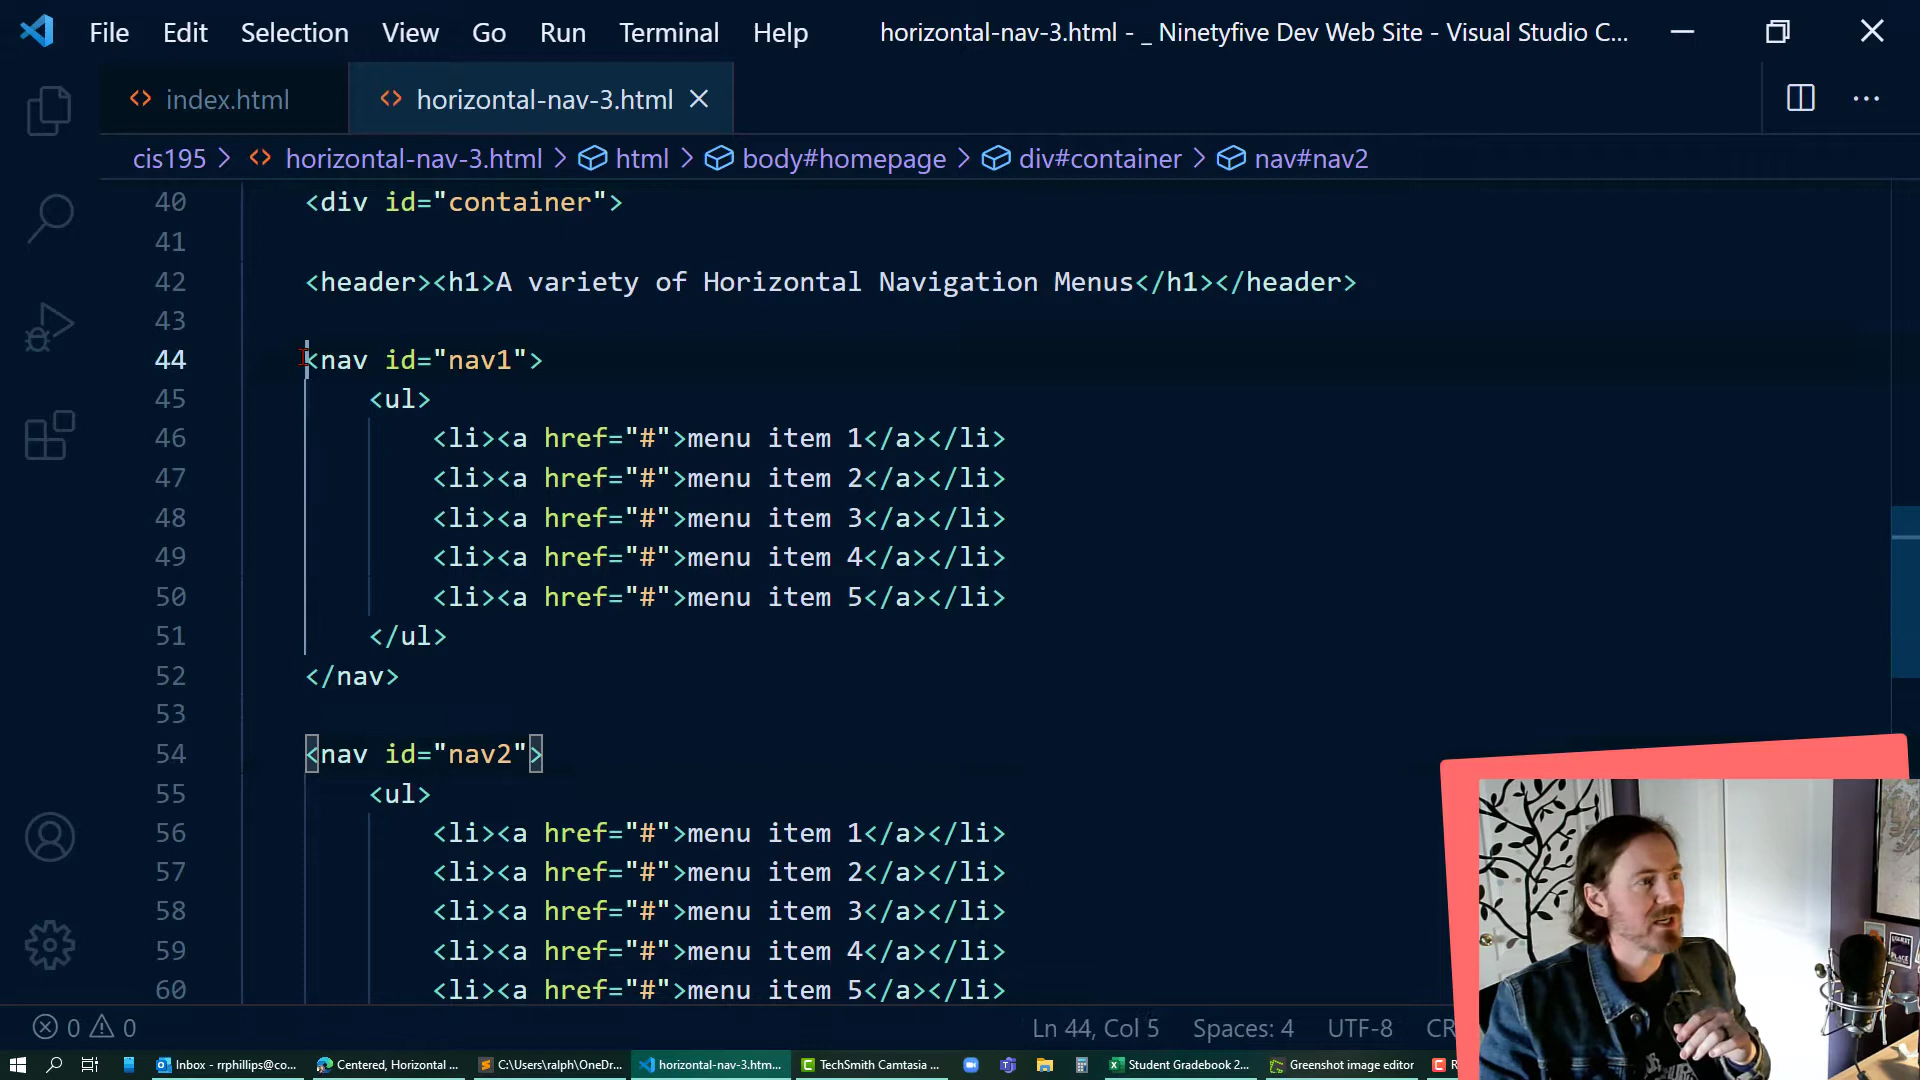 File Edit Selection View Go Run Terminal Help horizontal-nav-3.html - _ Ninetyfive Dev Web Site - Visual Studio C...
index.html horizontal-nav-3.html
cis195 > horizontal-nav-3.html > html > body#homepage > div#container > nav#nav2
40 <div id="container">
41
42 <header><h1>A variety of Horizontal Navigation Menus</h1></header>
43
44 <nav id="nav1">
45 <ul>
46 <li><a href="#">menu item 1</a></li>
47 <li><a href="#">menu item 2</a></li>
48 <li><a href="#">menu item 3</a></li>
49 <li><a href="#">menu item 4</a></li>
50 <li><a href="#">menu item 5</a></li>
51 </ul>
52 </nav>
53
54 <nav id="nav2">
55 <ul>
56 <li><a href="#">menu item 1</a></li>
57 <li><a href="#">menu item 2</a></li>
58 <li><a href="#">menu item 3</a></li>
59 <li><a href="#">menu item 4</a></li>
60 <li><a href="#">menu item 5</a></li>
0 0 Ln 44, Col 5 Spaces: 4 UTF-8 CR
Inbox - rrphillips@co... Centered, Horizontal ... C:\Users\ralph\OneDr... horizontal-nav-3.htm... TechSmith Camtasia ... Student Gradebook 2... Greenshot image editor R